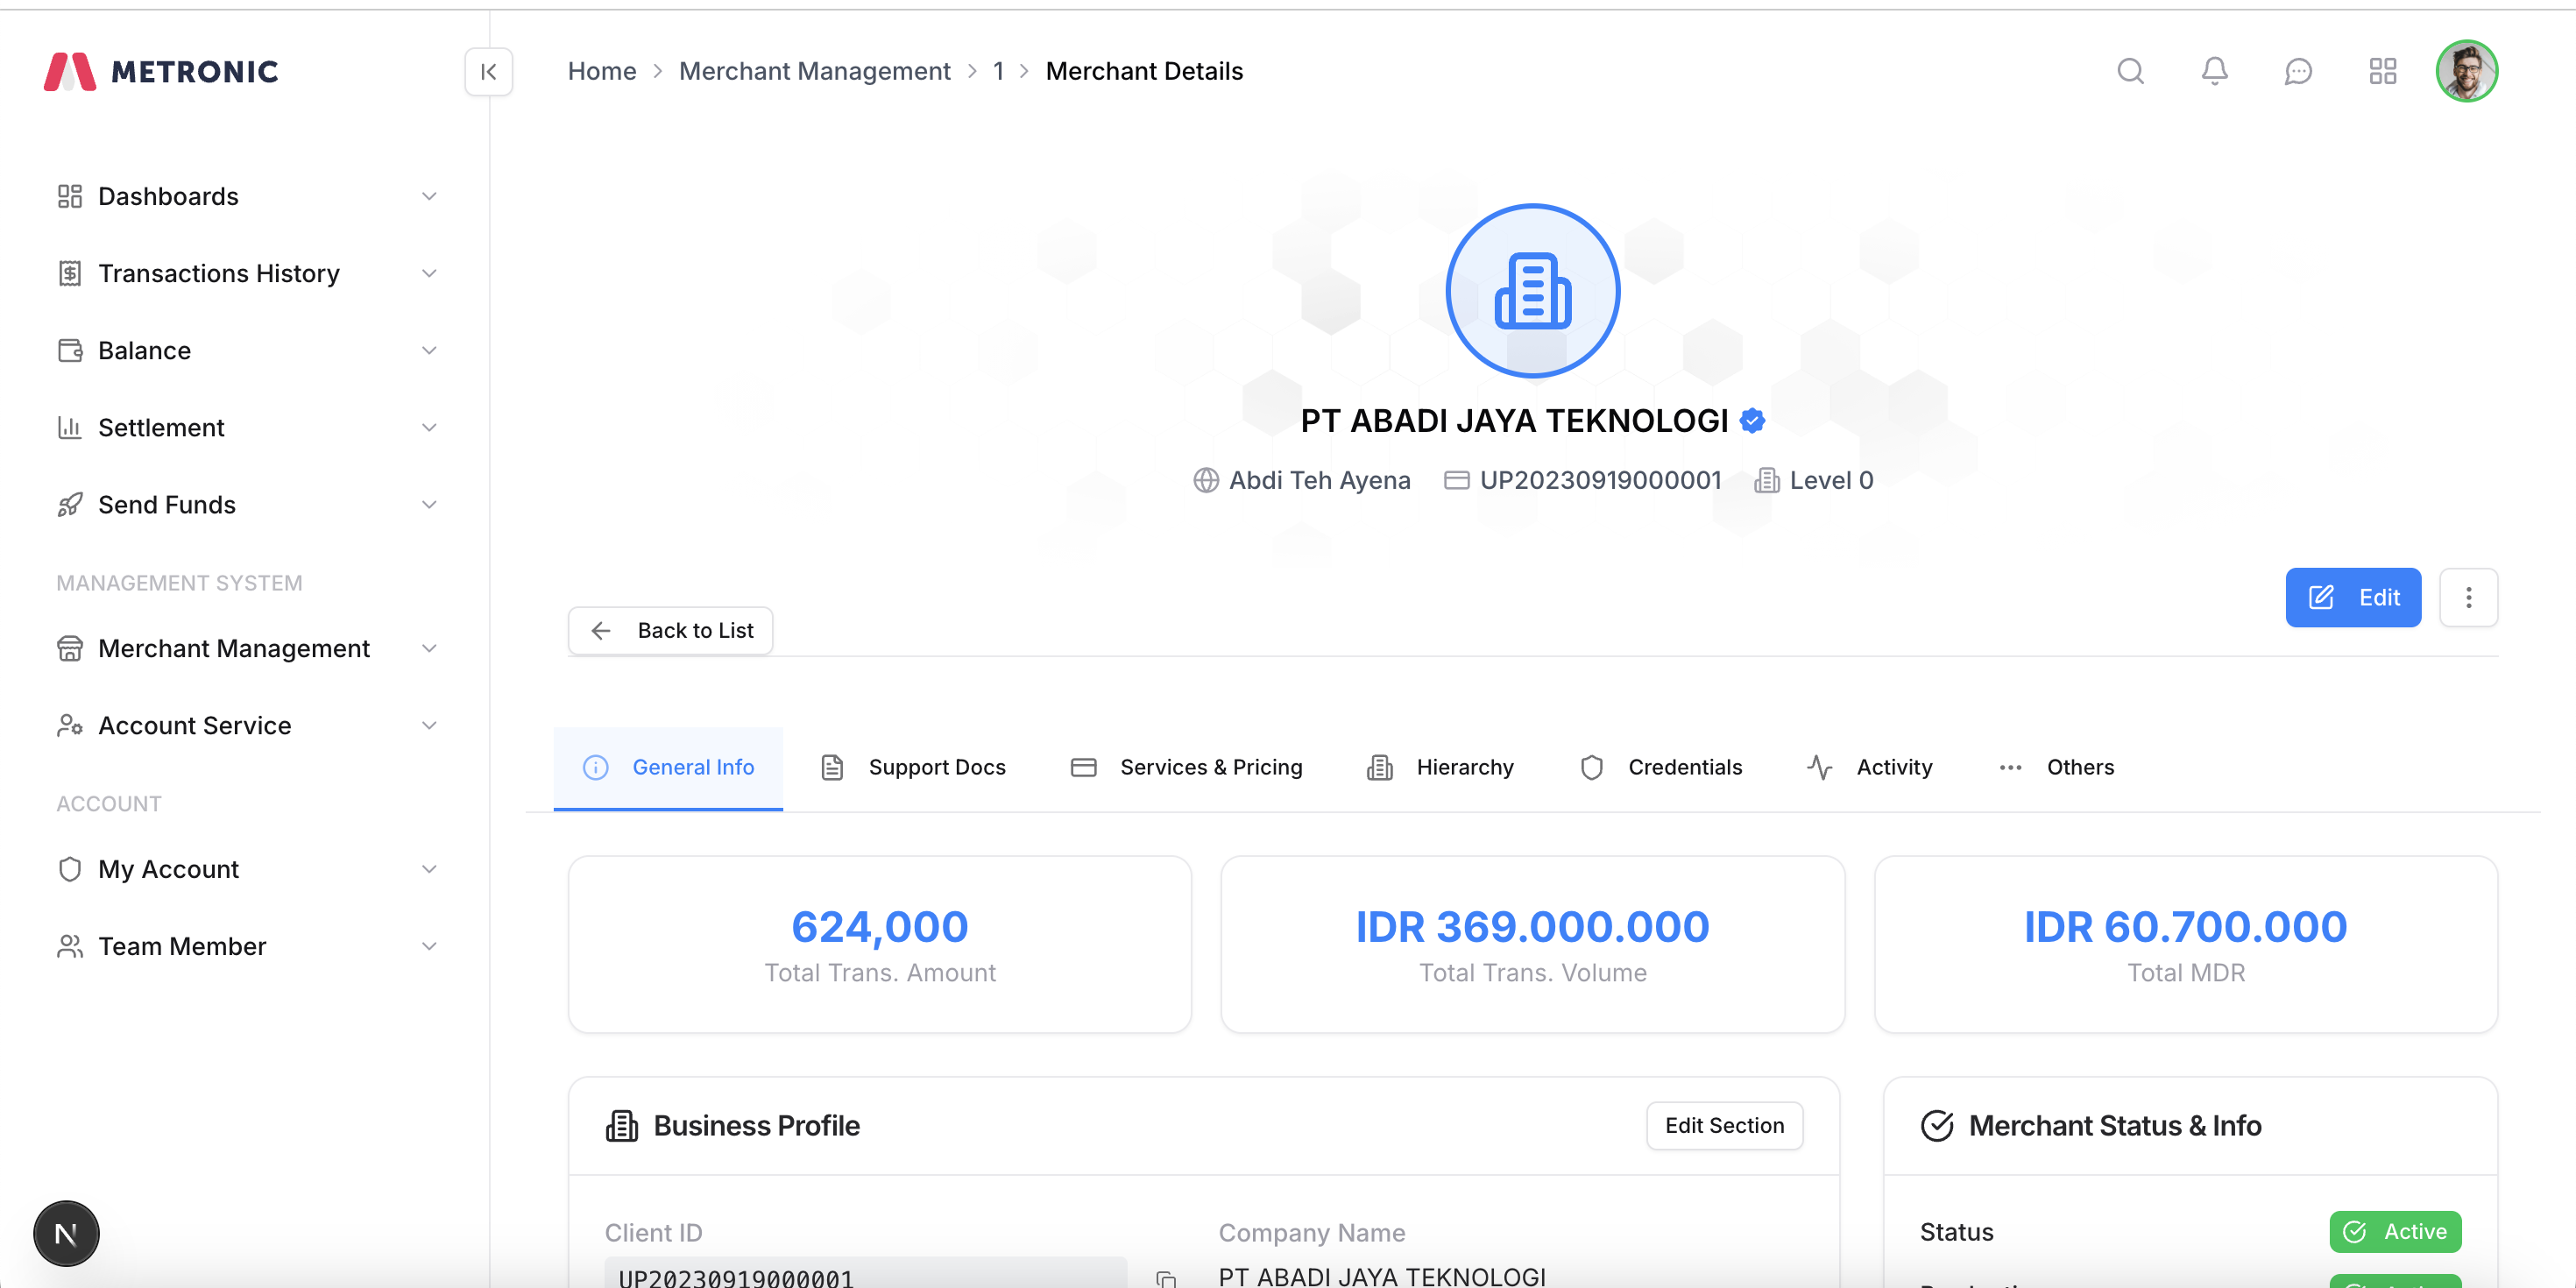 METRONIC
Home > Merchant Management > 1 > Merchant Details
Dashboards
Transactions History
Balance
Settlement
Send Funds
MANAGEMENT SYSTEM
Merchant Management
Account Service
ACCOUNT
My Account
Team Member
N
PT ABADI JAYA TEKNOLOGI
Abdi Teh Ayena UP20230919000001 Level 0
Edit
Back to List
General Info Support Docs Services & Pricing Hierarchy Credentials Activity Others
624,000
Total Trans. Amount
IDR 369.000.000
Total Trans. Volume
IDR 60.700.000
Total MDR
Business Profile
Edit Section
Client ID
UP20230919000001
Company Name
PT ABADI JAYA TEKNOLOGI
Merchant Status & Info
Status Active